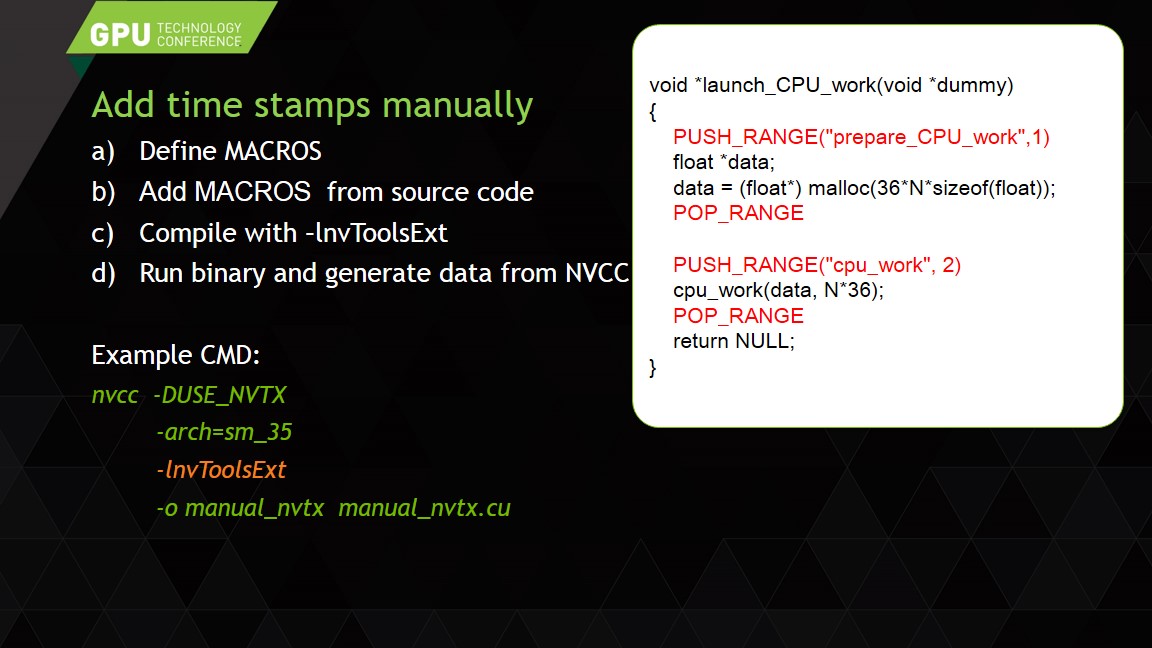 GPU TECHNOLOGY CONFERENCE
Add time stamps manually
a) Define MACROS
b) Add MACROS from source code
c) Compile with –lnvToolsExt
d) Run binary and generate data from NVCC
Example CMD:
nvcc -DUSE_NVTX
-arch=sm_35
-lnvToolsExt
-o manual_nvtx manual_nvtx.cu
void *launch_CPU_work(void *dummy)
{
PUSH_RANGE("prepare_CPU_work",1)
float *data;
data = (float*) malloc(36*N*sizeof(float));
POP_RANGE
PUSH_RANGE("cpu_work", 2)
cpu_work(data, N*36);
POP_RANGE
return NULL;
}